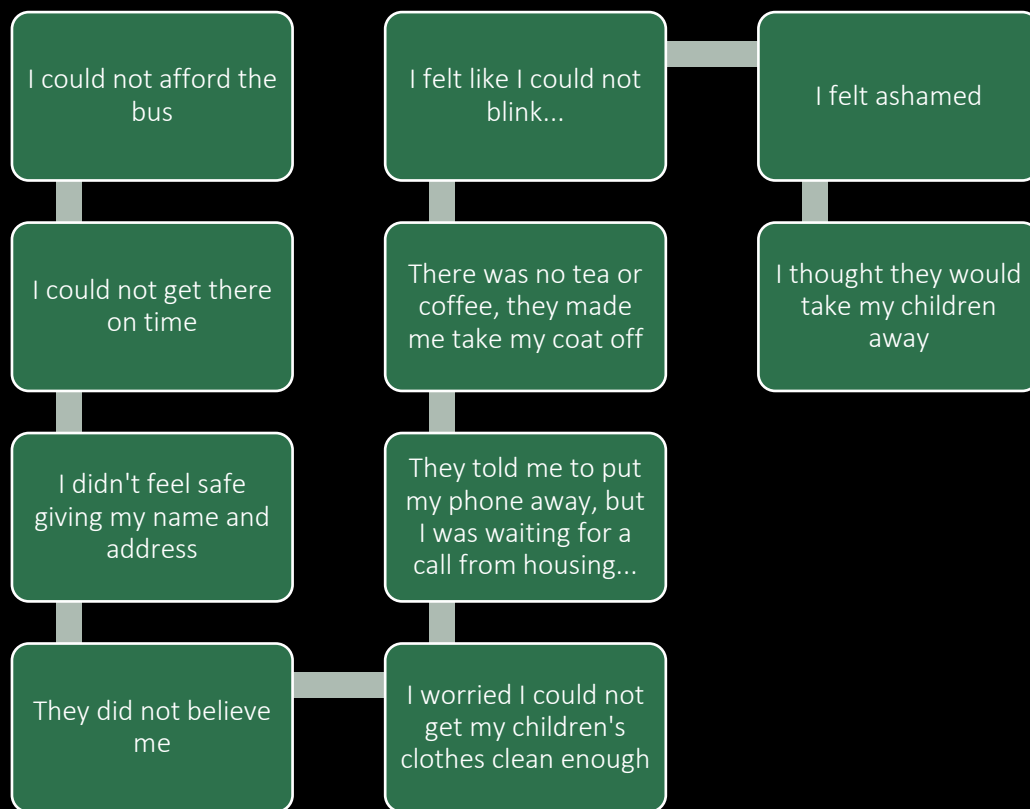 I could not afford the
bus
I could not get there
on time
I didn't feel safe
giving my name and
address
They did not believe
me
I worried I could not
get my children's
clothes clean enough
They told me to put
my phone away, but
I was waiting for a
call from housing...
There was no tea or
coffee, they made
me take my coat off
I felt like I could not
blink...
I felt ashamed
I thought they would
take my children
away